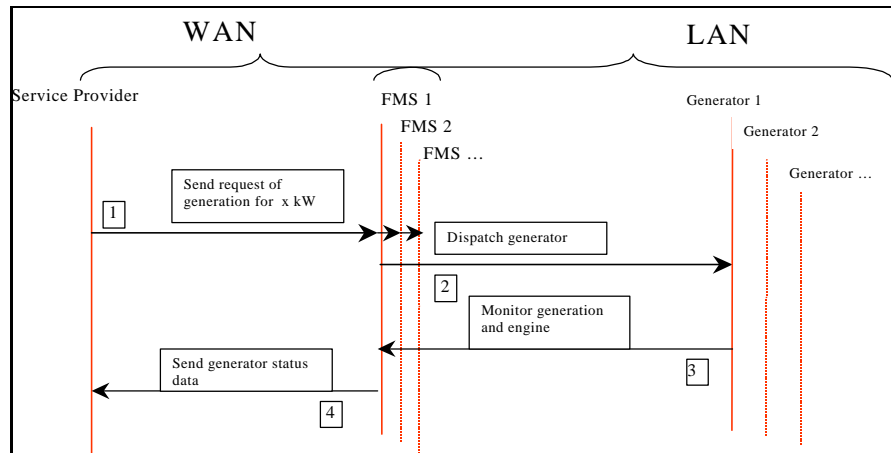 WAN
LAN
Service Provider
FMS 1
FMS 2
FMS ...
Generator 1
Generator 2
Generator ...
Send request of
generation for x kW
1
Dispatch generator
2
Monitor generation
and engine
3
Send generator status
data
4